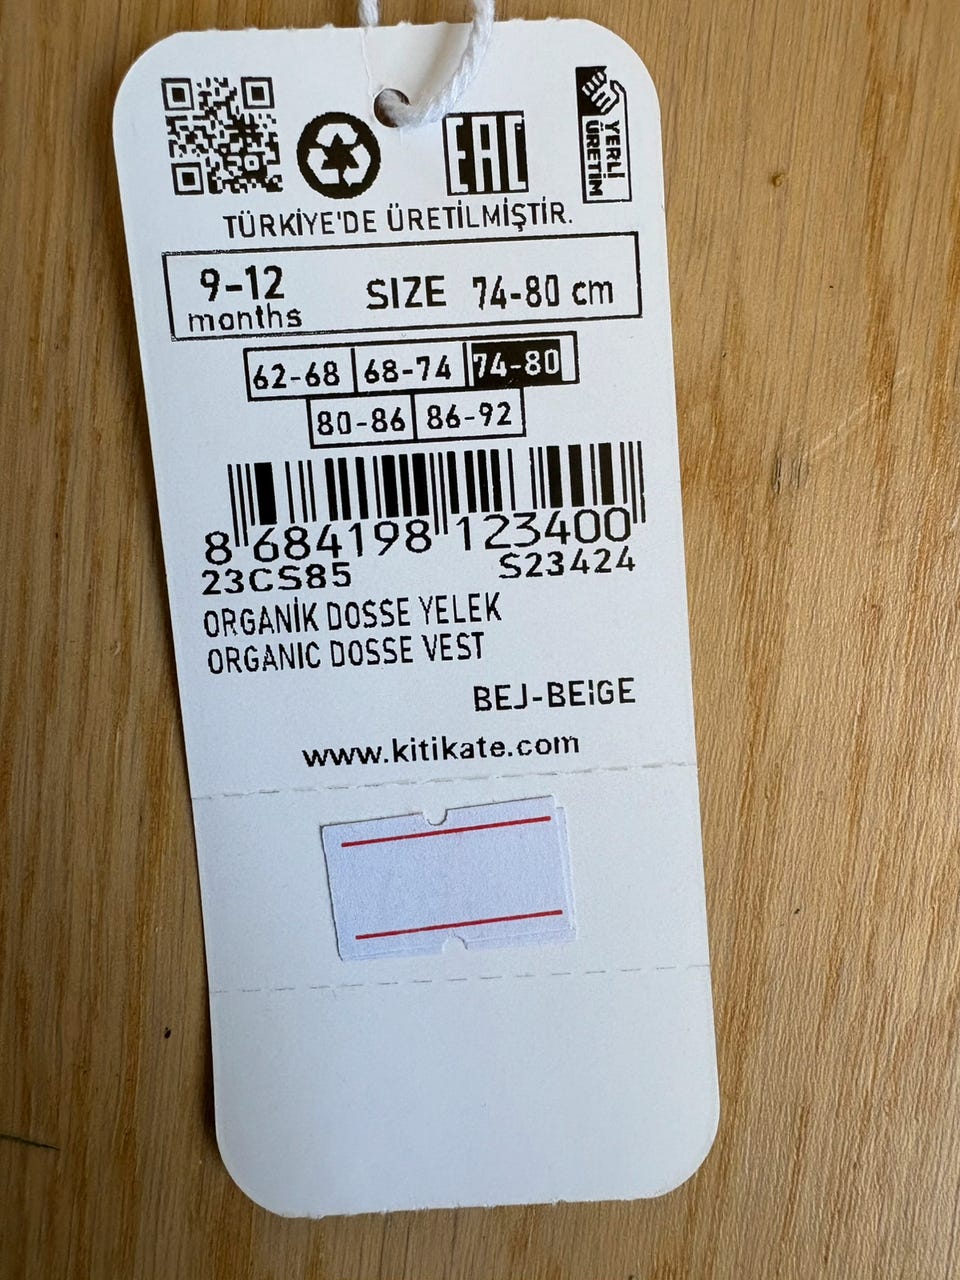 EAC
YERLİ
ÜRETİM
TÜRKİYE'DE ÜRETİLMİŞTİR.
9-12 SIZE 74-80 cm
months
62-68 68-74 74-80
80-86 86-92
8 684198 123400
23CS85 S23424
ORGANİK DOSSE YELEK
ORGANIC DOSSE VEST
BEJ-BEIGE
www.kitikate.com